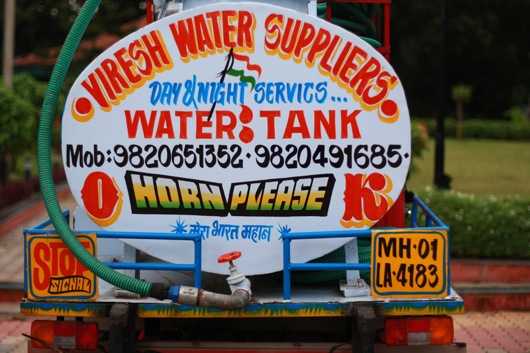 VIRESH WATER SUPPLIERS
DAY & NIGHT SERVICS...
WATER: TANK
Mob:9820651352·9820491685·
O HORN PLEASE K
मेरा भारत महान
STOP
SIGNAL
MH·01
LA·4183